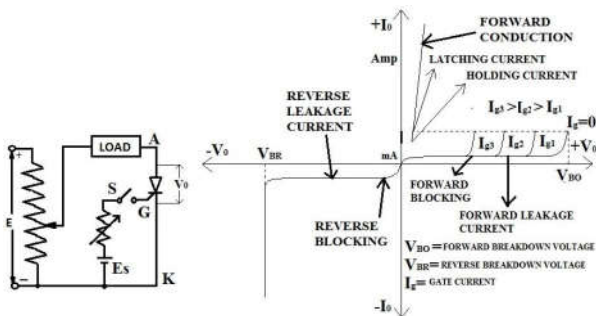 +
E
−
LOAD
A
V₀
S
G
Es
K
+I₀
Amp
FORWARD
CONDUCTION
LATCHING CURRENT
HOLDING CURRENT
REVERSE
LEAKAGE
CURRENT
Ig3 >Ig2> Ig1
Ig=0
-V₀
VBR
mA
Ig3
Ig2
Ig1
+V₀
VBO
FORWARD
BLOCKING
REVERSE
BLOCKING
FORWARD LEAKAGE
CURRENT
-I₀
VBO= FORWARD BREAKDOWN VOLTAGE
VBR= REVERSE BREAKDOWN VOLTAGE
Ig= GATE CURRENT